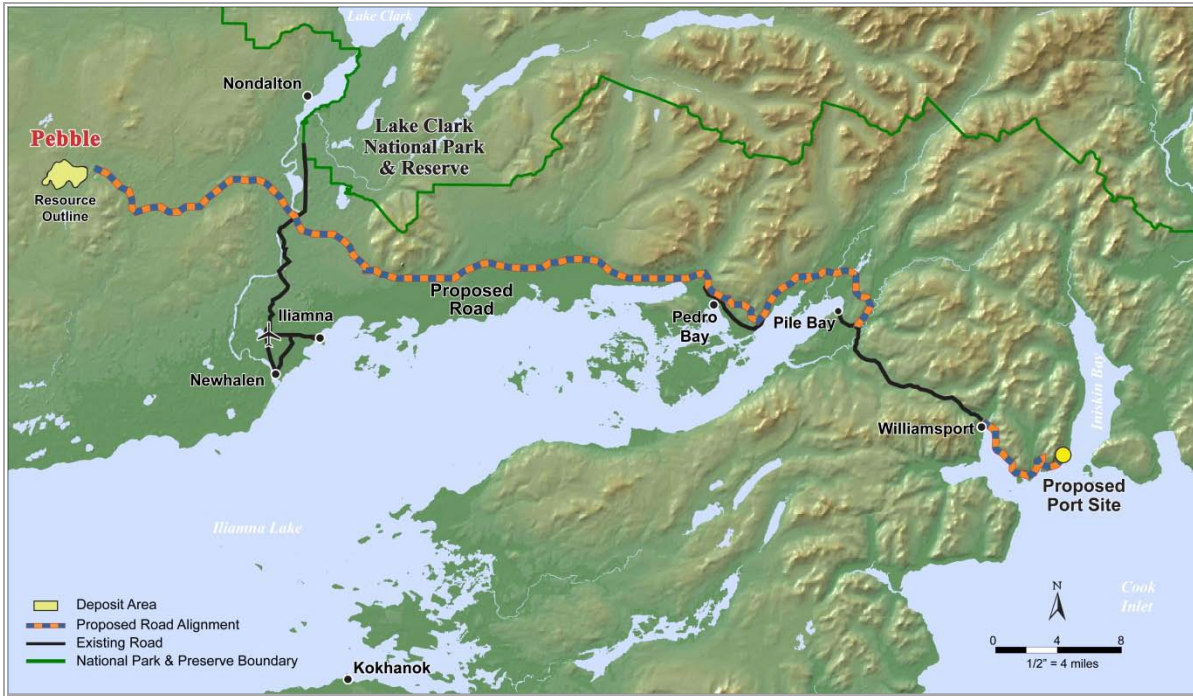 Lake Clark
Nondalton
Lake Clark
National Park
& Reserve
Pebble
Resource
Outline
Proposed
Road
Iliamna
Newhalen
Pedro
Bay
Pile Bay
Iniskin Bay
Williamsport
Proposed
Port Site
Iliamna Lake
Cook
Inlet
Kokhanok
Deposit Area
Proposed Road Alignment
Existing Road
National Park & Preserve Boundary
N
0 4 8
1/2" = 4 miles